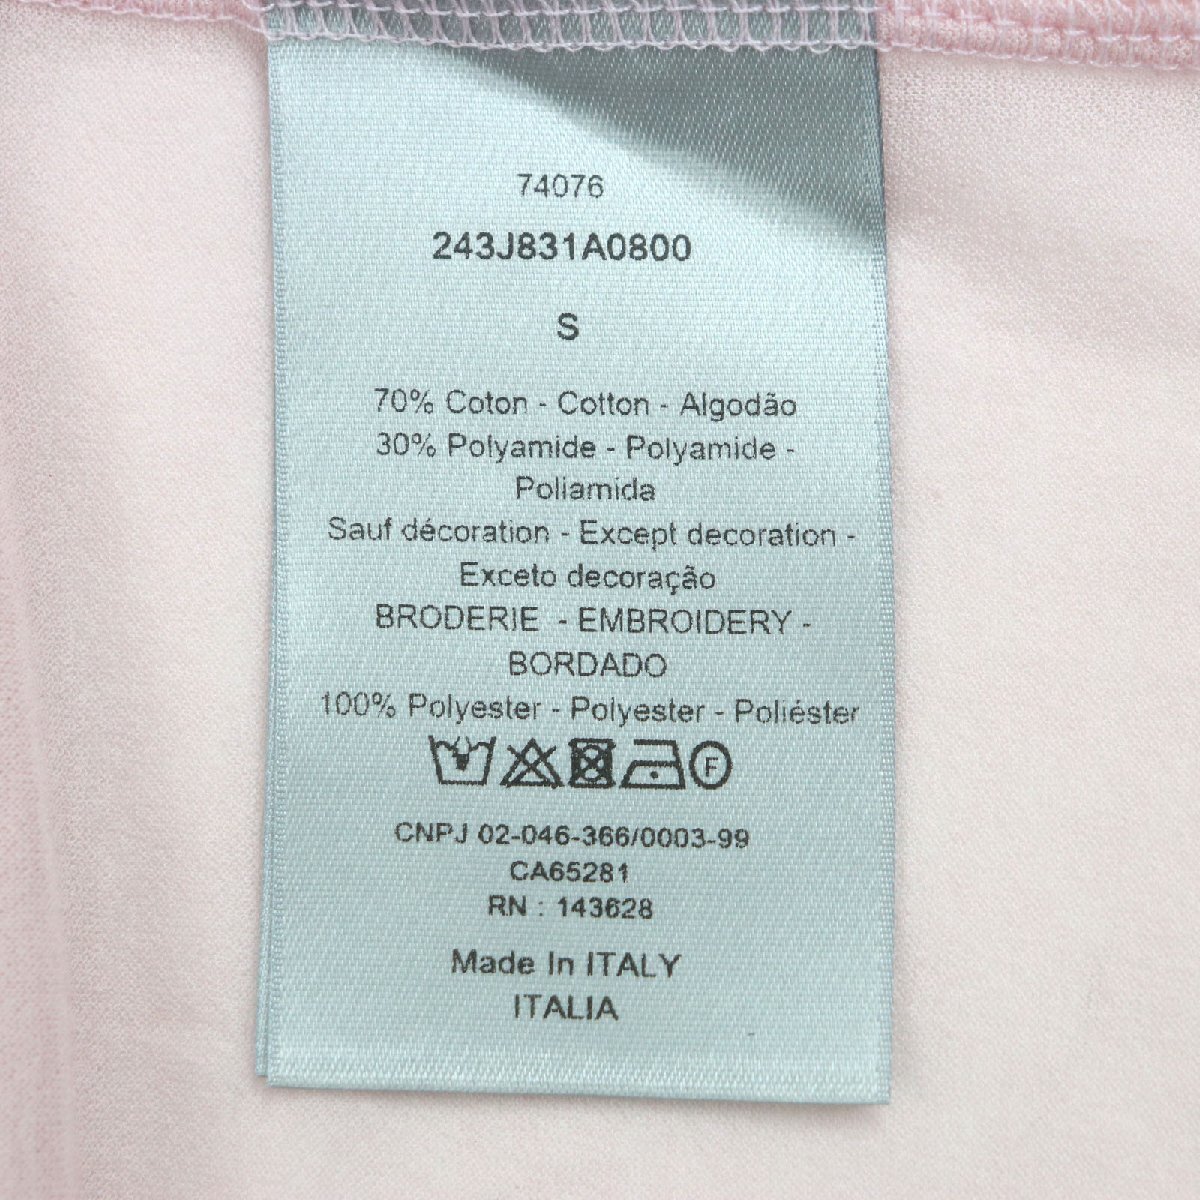 74076
243J831A0800
S
70% Coton - Cotton - Algodão
30% Polyamide - Polyamide -
Poliamida
Sauf décoration - Except decoration -
Exceto decoração
BRODERIE - EMBROIDERY -
BORDADO
100% Polyester - Polyester - Poliéster
F
CNPJ 02-046-366/0003-99
CA65281
RN : 143628
Made In ITALY
ITALIA